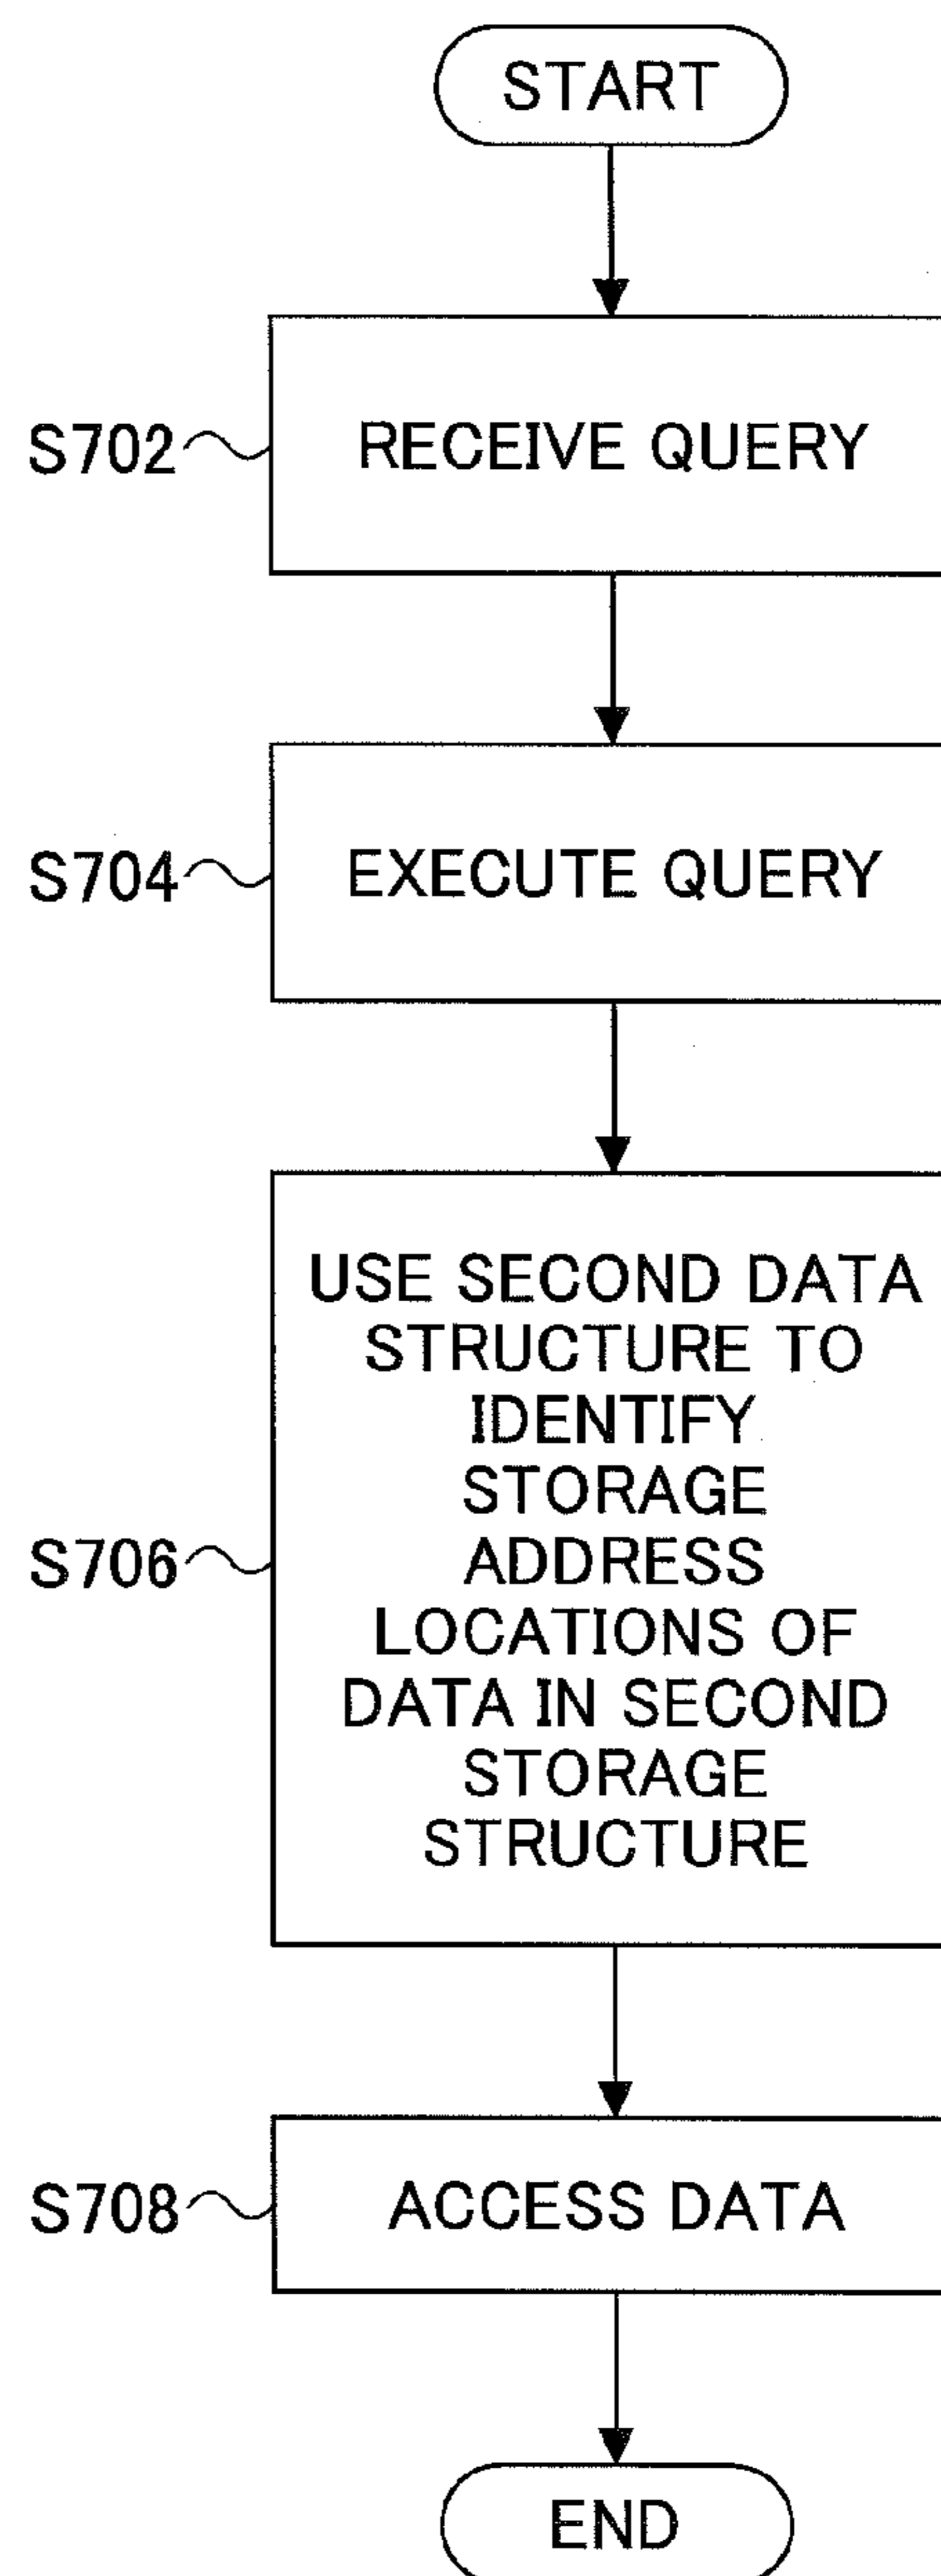 START
S702
RECEIVE QUERY
S704
EXECUTE QUERY
S706
USE SECOND DATA
STRUCTURE TO
IDENTIFY
STORAGE
ADDRESS
LOCATIONS OF
DATA IN SECOND
STORAGE
STRUCTURE
S708
ACCESS DATA
END